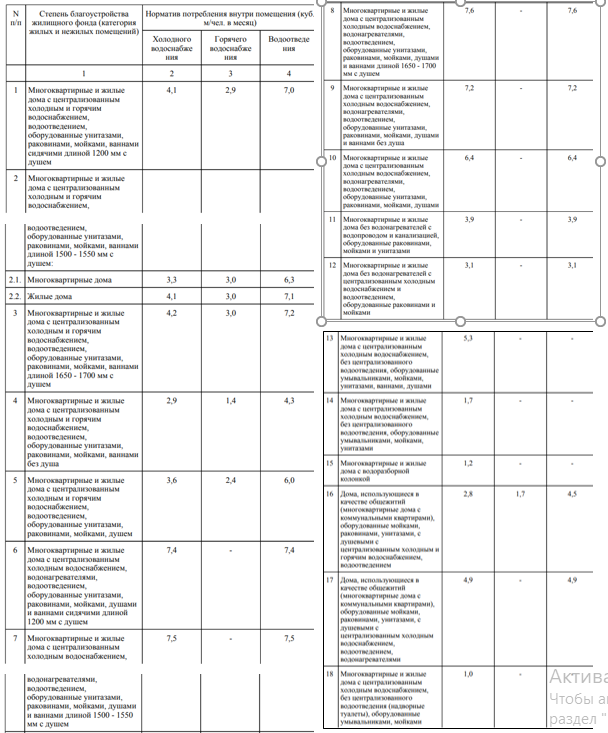 N п/п
Степень благоустройства жилищного фонда (категория жилых и нежилых помещений)
Норматив потребления внутри помещения (куб. м/чел. в месяц)
Холодного водоснабже ния
Горячего водоснабже ния
Водоотведе ния
1 2 3 4
1 Многоквартирные и жилые 4,1 2,9 7,0
дома с централизованным
холодным и горячим
водоснабжением,
водоотведением,
оборудованные унитазами,
раковинами, мойками, ваннами
сидячими длиной 1200 мм с
душем
2 Многоквартирные и жилые
дома с централизованным
холодным и горячим
водоснабжением,
водоотведением,
оборудованные унитазами,
раковинами, мойками, ваннами
длиной 1500 - 1550 мм с
душем:
2.1. Многоквартирные дома 3,3 3,0 6,3
2.2. Жилые дома 4,1 3,0 7,1
3 Многоквартирные и жилые 4,2 3,0 7,2
дома с централизованным
холодным и горячим
водоснабжением,
водоотведением,
оборудованные унитазами,
раковинами, мойками, ваннами
длиной 1650 - 1700 мм с
душем
4 Многоквартирные и жилые 2,9 1,4 4,3
дома с централизованным
холодным и горячим
водоснабжением,
водоотведением,
оборудованные унитазами,
раковинами, мойками, ваннами
без душа
5 Многоквартирные и жилые 3,6 2,4 6,0
дома с централизованным
холодным и горячим
водоснабжением,
водоотведением,
оборудованные унитазами,
раковинами, мойками, душем
6 Многоквартирные и жилые 7,4 - 7,4
дома с централизованным
холодным водоснабжением,
водонагревателями,
водоотведением,
оборудованные унитазами,
раковинами, мойками, душами
и ваннами сидячими длиной
1200 мм с душем
7 Многоквартирные и жилые 7,5 - 7,5
дома с централизованным
холодным водоснабжением,
водонагревателями,
водоотведением,
оборудованные унитазами,
раковинами, мойками, душами
и ваннами длиной 1500 - 1550
мм с душем
8 Многоквартирные и жилые 7,6 - 7,6
дома с централизованным
холодным водоснабжением,
водонагревателями,
водоотведением,
оборудованные унитазами,
раковинами, мойками, душами
и ваннами длиной 1650 - 1700
мм с душем
9 Многоквартирные и жилые 7,2 - 7,2
дома с централизованным
холодным водоснабжением,
водонагревателями,
водоотведением,
оборудованные унитазами,
раковинами, мойками, душами
и ваннами без душа
10 Многоквартирные и жилые 6,4 - 6,4
дома с централизованным
холодным водоснабжением,
водонагревателями,
водоотведением,
оборудованные унитазами,
раковинами, мойками, душами
11 Многоквартирные и жилые 3,9 - 3,9
дома без водонагревателей с
водопроводом и канализацией,
оборудованные раковинами,
мойками и унитазами
12 Многоквартирные и жилые 3,1 - 3,1
дома без водонагревателей с
централизованным холодным
водоснабжением и
водоотведением,
оборудованные раковинами и
мойками
13 Многоквартирные и жилые 5,3 - -
дома с централизованным
холодным водоснабжением,
без централизованного
водоотведения, оборудованные
умывальниками, мойками,
унитазами, ваннами, душами
14 Многоквартирные и жилые 1,7 - -
дома с централизованным
холодным водоснабжением,
без централизованного
водоотведения, оборудованные
умывальниками, мойками,
унитазами
15 Многоквартирные и жилые 1,2 - -
дома с водоразборной
колонкой
16 Дома, использующиеся в 2,8 1,7 4,5
качестве общежитий
(многоквартирные дома с
коммунальными квартирами),
оборудованные мойками,
раковинами, унитазами, с
душевыми с
централизованным холодным и
горячим водоснабжением,
водоотведением
17 Дома, использующиеся в 4,9 - 4,9
качестве общежитий
(многоквартирные дома с
коммунальными квартирами),
оборудованные мойками,
раковинами, унитазами, с
душевыми с
централизованным холодным
водоснабжением,
водоотведением,
водонагревателями
18 Многоквартирные и жилые 1,0 -
дома с централизованным
холодным водоснабжением,
без централизованного
водоотведения (надворные
туалеты), оборудованные
умывальниками, мойками
Актива
Чтобы а
раздел "